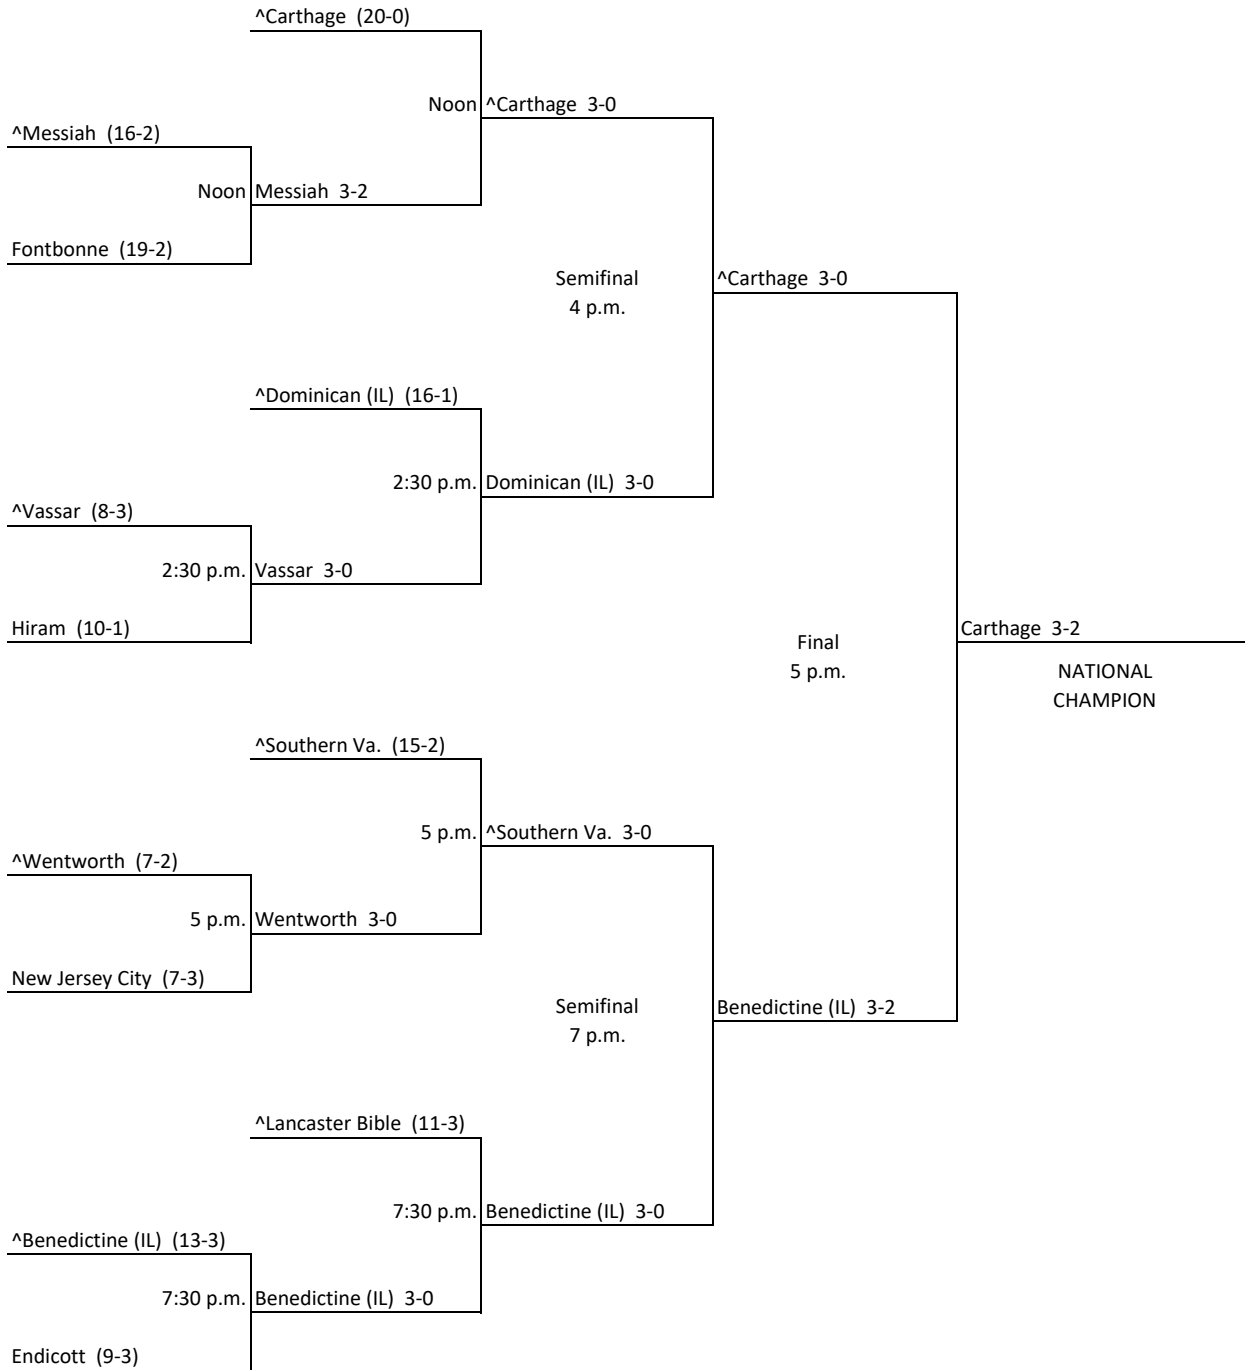 ^Carthage (20-0)
Noon ^Carthage 3-0
^Messiah (16-2)
Noon Messiah 3-2
Fontbonne (19-2)
Semifinal
4 p.m.
^Carthage 3-0
^Dominican (IL) (16-1)
2:30 p.m. Dominican (IL) 3-0
^Vassar (8-3)
2:30 p.m. Vassar 3-0
Hiram (10-1)
Final
5 p.m.
Carthage 3-2
NATIONAL
CHAMPION
^Southern Va. (15-2)
5 p.m. ^Southern Va. 3-0
^Wentworth (7-2)
5 p.m. Wentworth 3-0
New Jersey City (7-3)
Semifinal
7 p.m.
Benedictine (IL) 3-2
^Lancaster Bible (11-3)
7:30 p.m. Benedictine (IL) 3-0
^Benedictine (IL) (13-3)
7:30 p.m. Benedictine (IL) 3-0
Endicott (9-3)